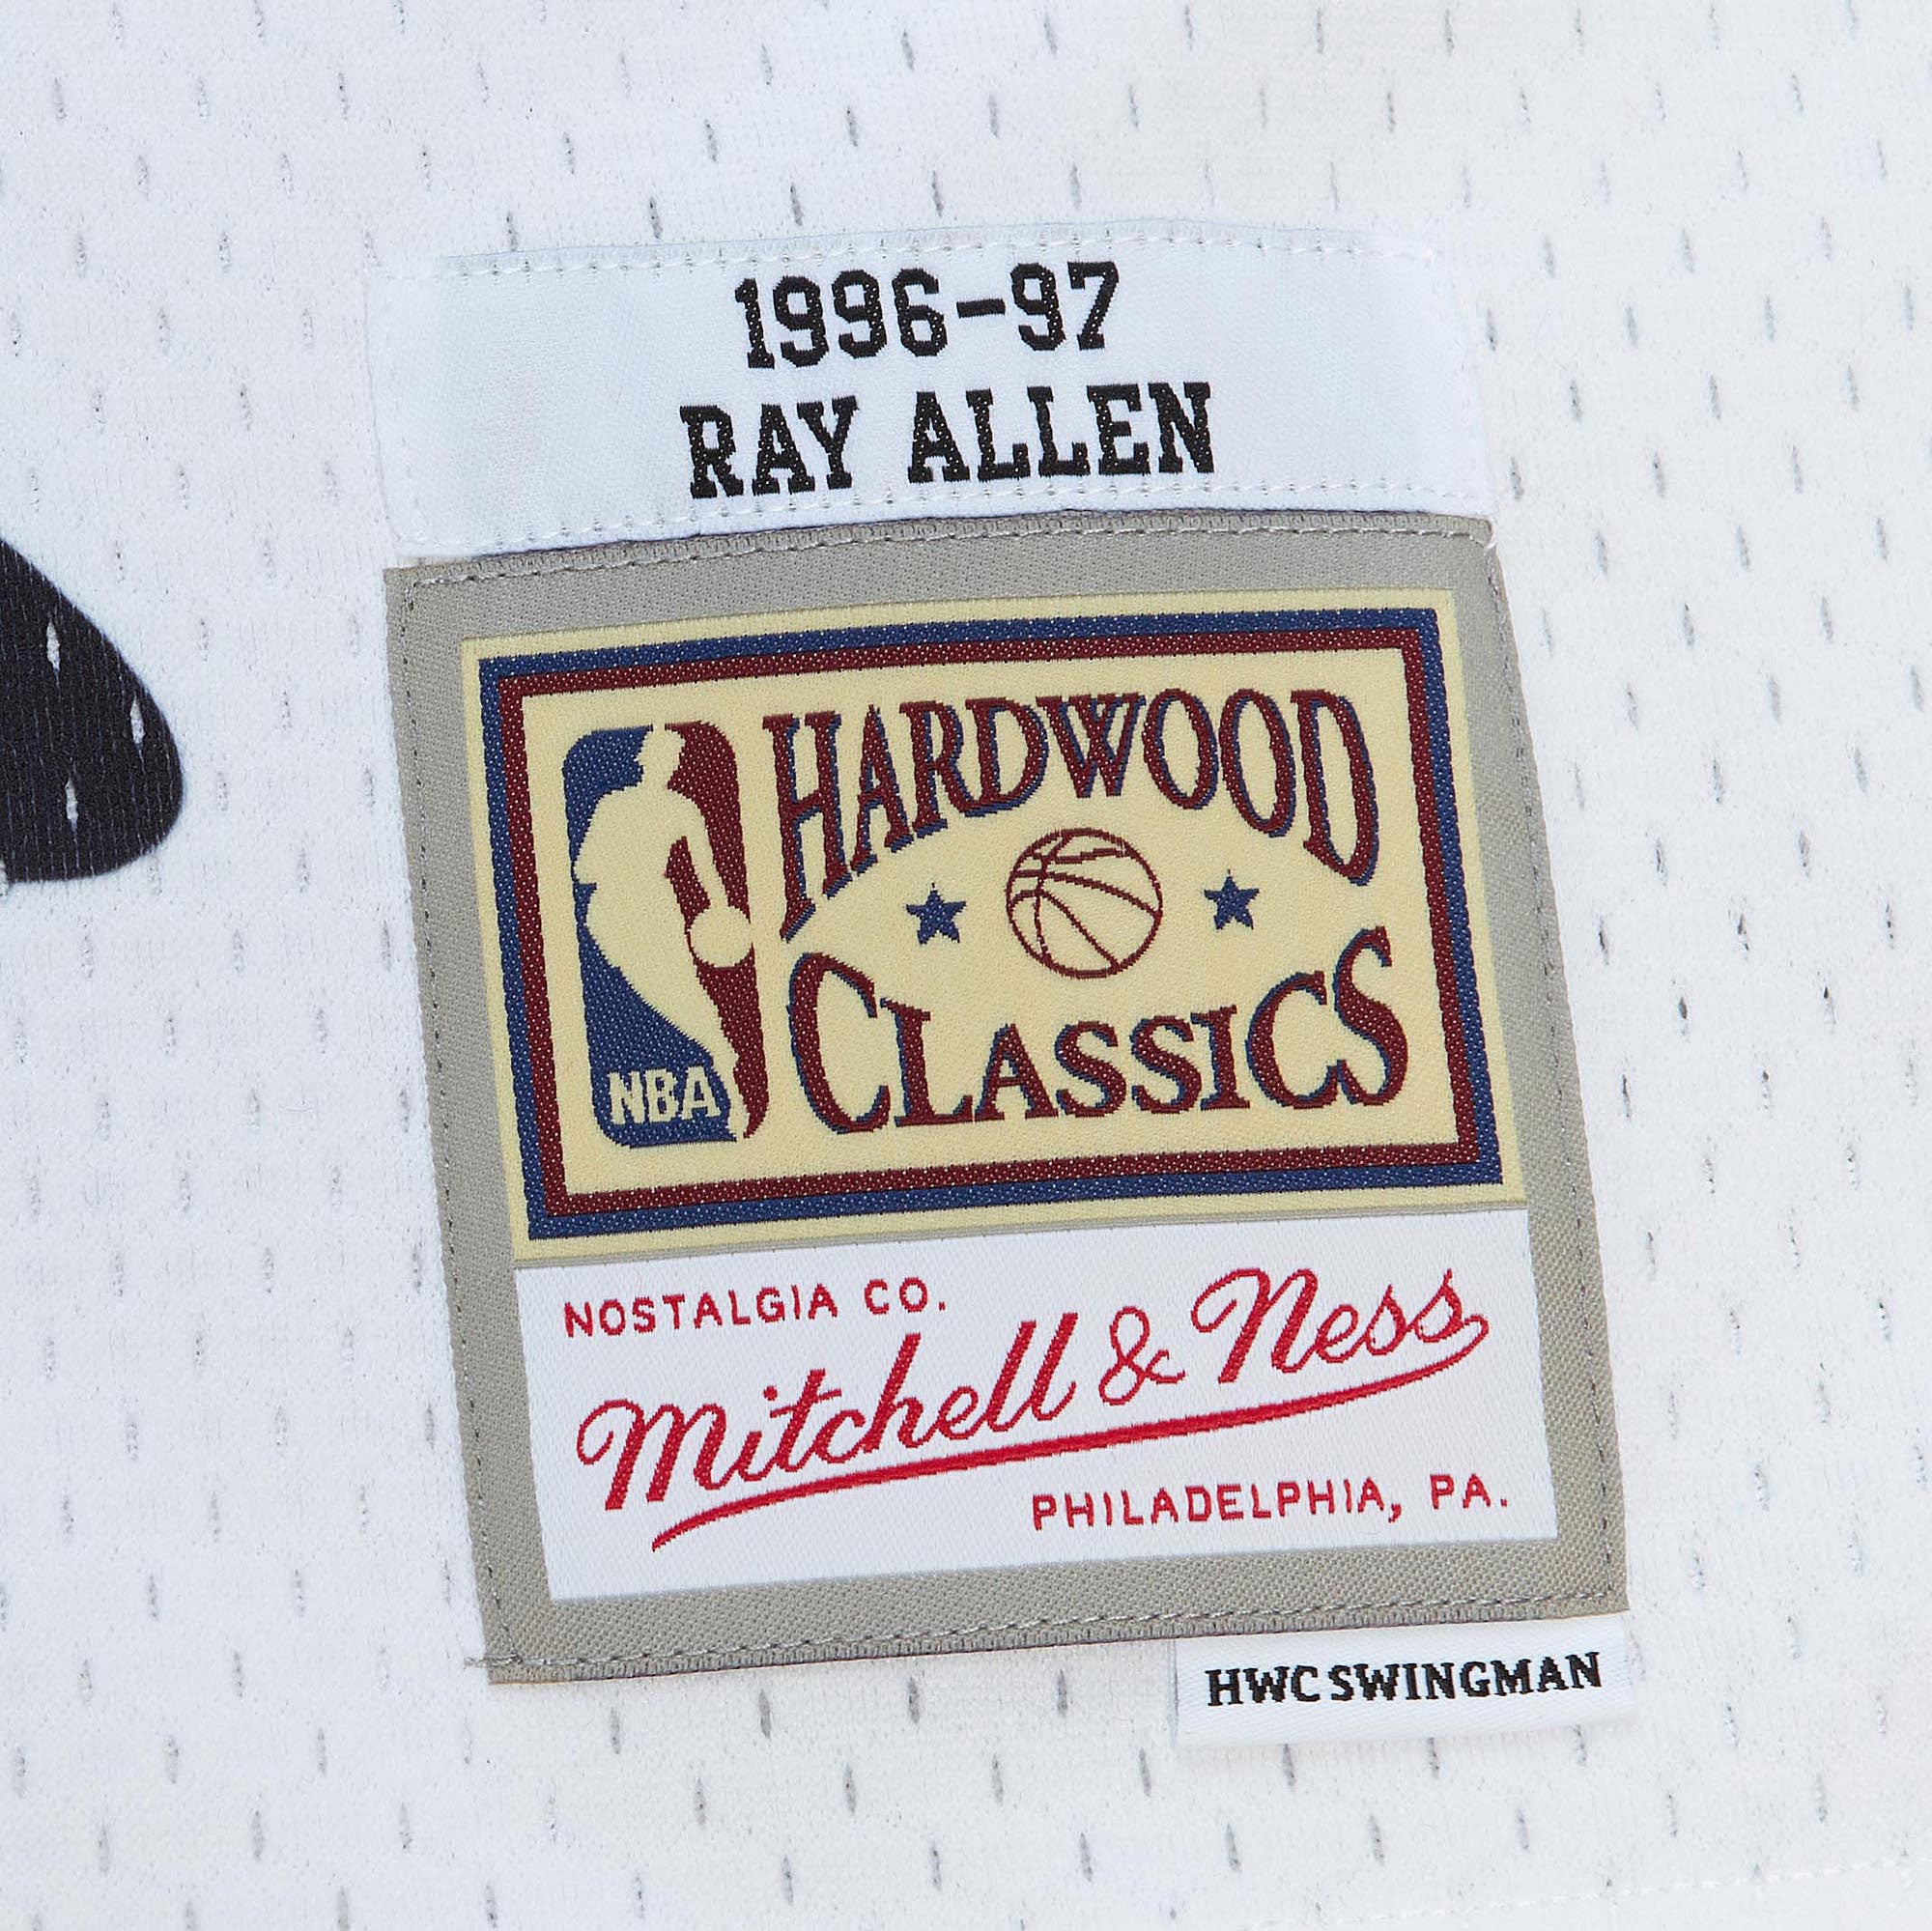 1996-97
RAY ALLEN
HARDWOOD
CLASSICS
NBA
NOSTALGIA CO.
Mitchell & Ness
PHILADELPHIA, PA.
HWC SWINGMAN